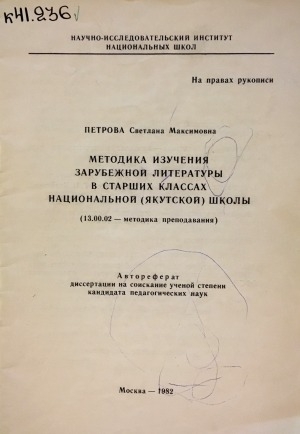 к41.236
НАУЧНО-ИССЛЕДОВАТЕЛЬСКИЙ ИНСТИТУТ
НАЦИОНАЛЬНЫХ ШКОЛ
На правах рукописи
ПЕТРОВА Светлана Максимовна
МЕТОДИКА ИЗУЧЕНИЯ
ЗАРУБЕЖНОЙ ЛИТЕРАТУРЫ
В СТАРШИХ КЛАССАХ
НАЦИОНАЛЬНОЙ (ЯКУТСКОЙ) ШКОЛЫ
(13.00.02 — методика преподавания)
Автореферат
диссертации на соискание ученой степени
кандидата педагогических наук
Москва — 1982